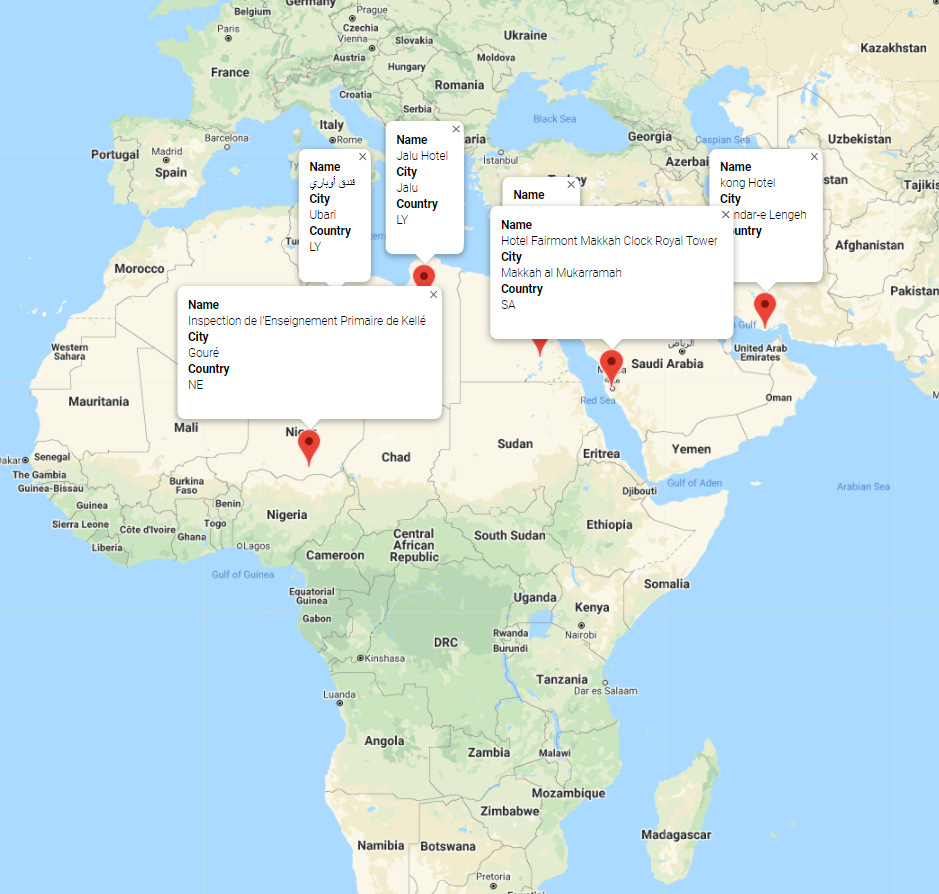 Belgium
Germany
Prague
Paris
Czechia
Vienna
Slovakia
Ukraine
Kazakhstan
Austria
Moldova
France
Hungary
Romania
Croatia
Serbia
Italy
Black Sea
Barcelona
Rome
Georgia
Caspian Sea
Uzbekistan
Portugal
Madrid
Spain
İstanbul
Name
Jalu Hotel
City
Jalu
Country
LY
Name
فندق أوباري
City
Ubari
Country
LY
Name
Name
kong Hotel
City
ndar-e Lengeh
Name
Hotel Fairmont Makkah Clock Royal Tower
City
Makkah al Mukarramah
Country
SA
Afghanistan
Pakistan
Morocco
Name
Inspection de l'Enseignement Primaire de Kellé
City
Gouré
Country
NE
Western
Sahara
Gulf
الرياض
United Arab
Emirates
Saudi Arabia
Red Sea
Oman
Mauritania
Mali
Chad
Sudan
Eritrea
Yemen
Senegal
The Gambia
Guinea-Bissau
Burkina
Faso
Djibouti
Gulf of Aden
Arabian Sea
Guinea
Benin
Nigeria
Sierra Leone
Côte d'Ivoire
Togo
Ghana
Liberia
Lagos
Ethiopia
Central
African
Republic
South Sudan
Cameroon
Gulf of Guinea
Equatorial
Guinea
Somalia
Uganda
Kenya
Gabon
Rwanda
Burundi
Nairobi
DRC
Kinshasa
Tanzania
Dar es Salaam
Luanda
Angola
Zambia
Malawi
Mozambique
Zimbabwe
Madagascar
Namibia
Botswana
Pretoria